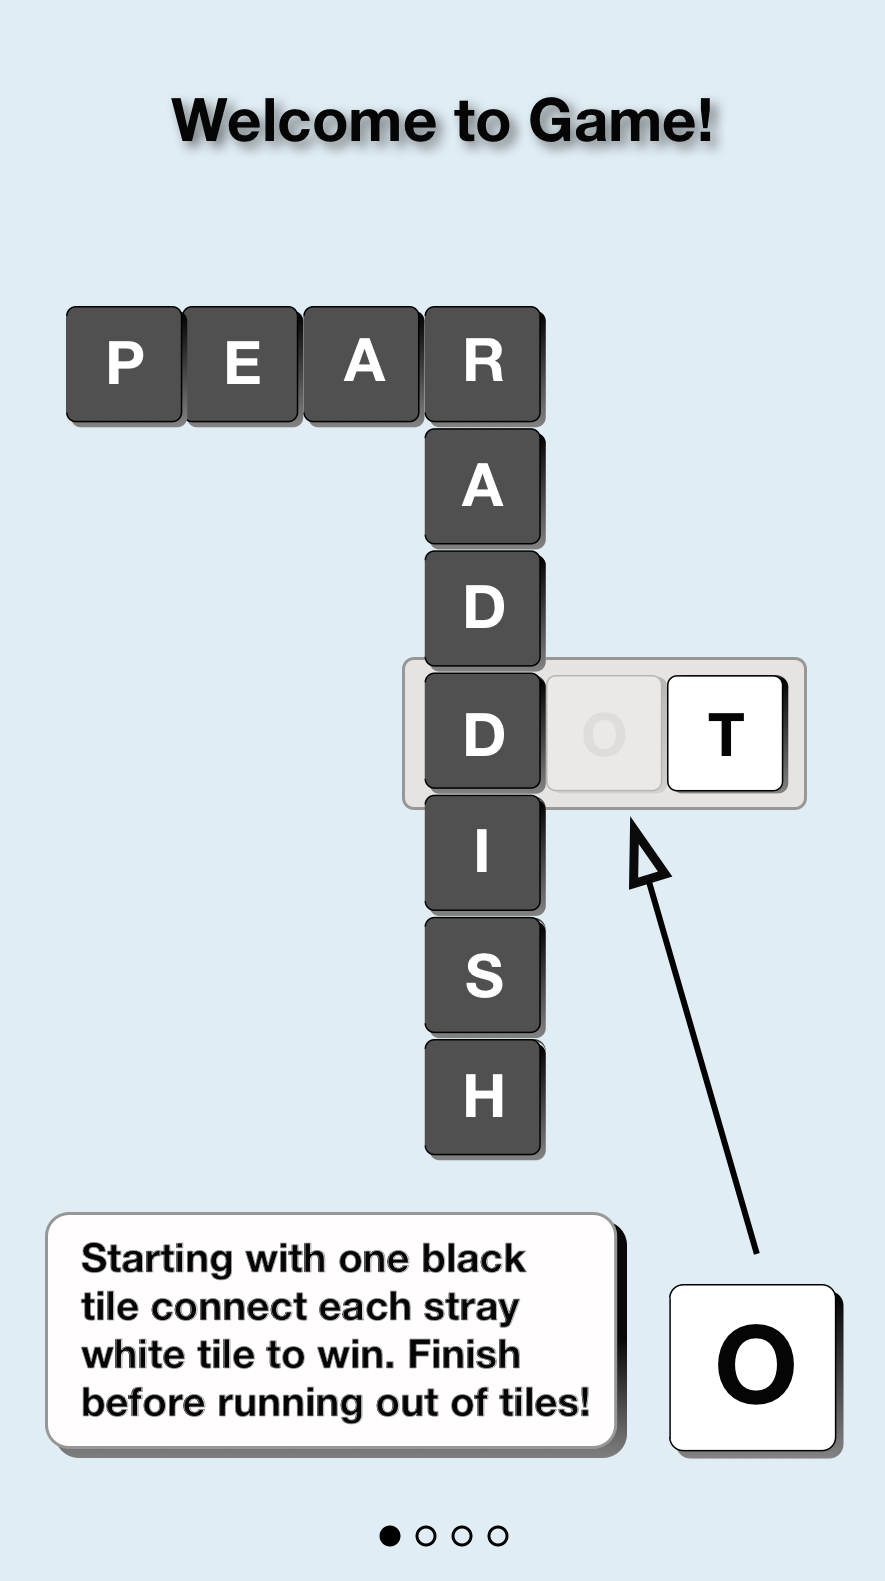 Welcome to Game!
P E A R
A
D
D O T
I
S
H
Starting with one black
tile connect each stray
white tile to win. Finish
before running out of tiles!
O